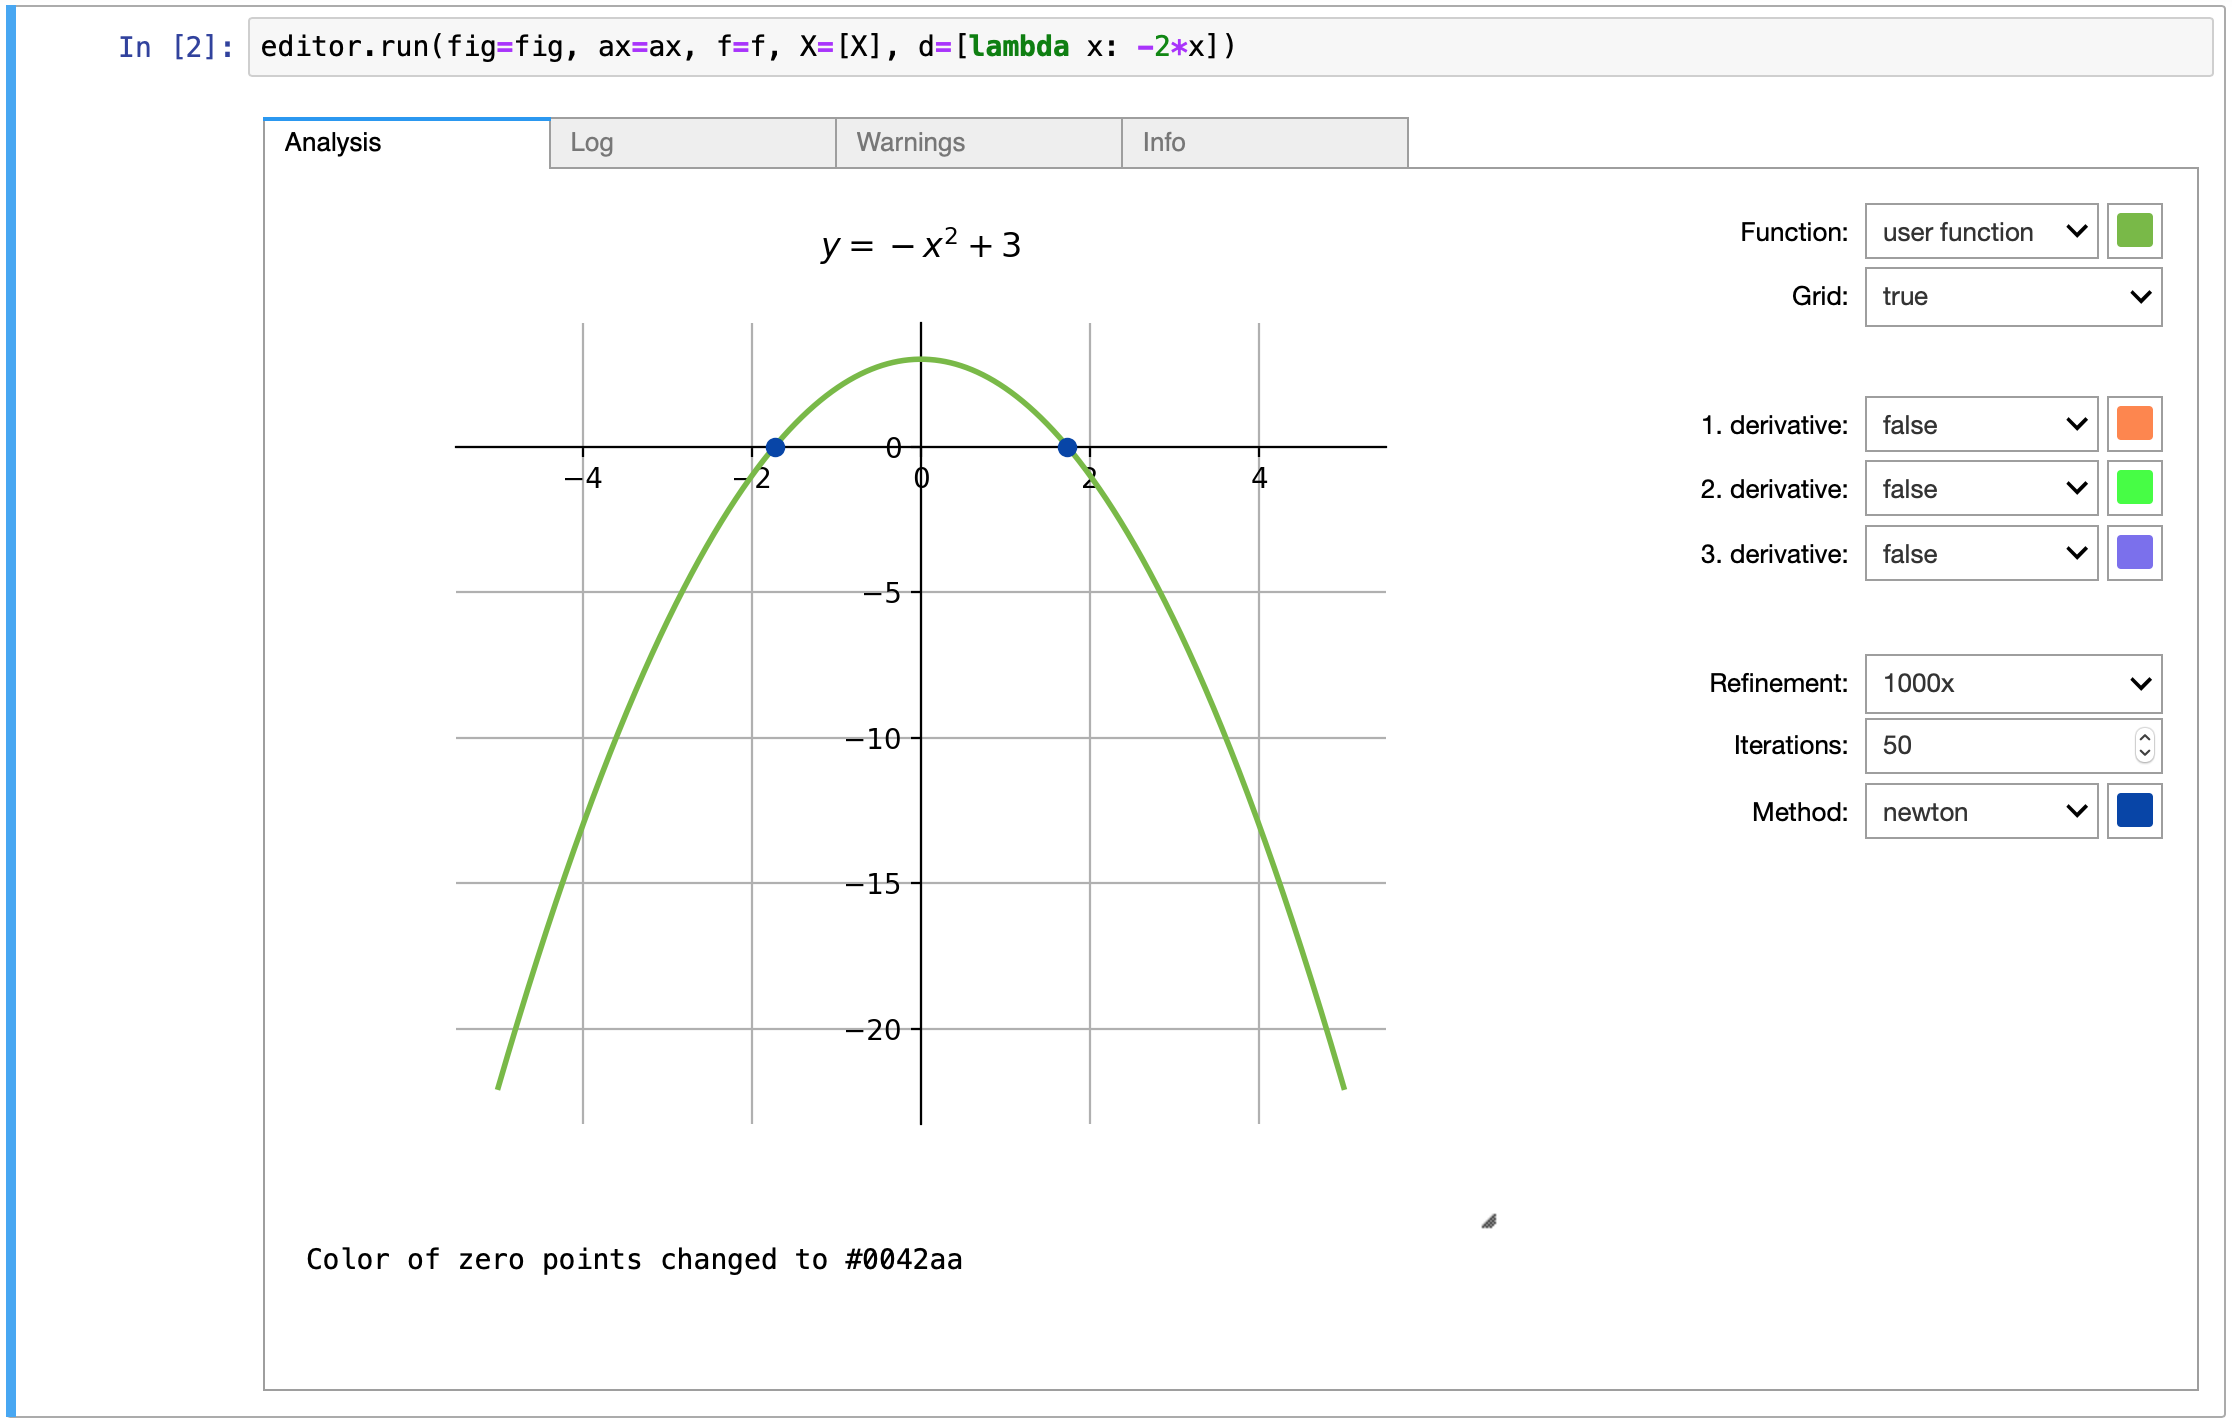 In [2]: editor.run(fig=fig, ax=ax, f=f, X=[X], d=[lambda x: -2*x])
Analysis Log Warnings Info
y = −x² + 3
Function: user function
Grid: true
1. derivative: false
2. derivative: false
3. derivative: false
Refinement: 1000x
Iterations: 50
Method: newton
0
−4 −2 0 2 4
−5
−10
−15
−20
Color of zero points changed to #0042aa